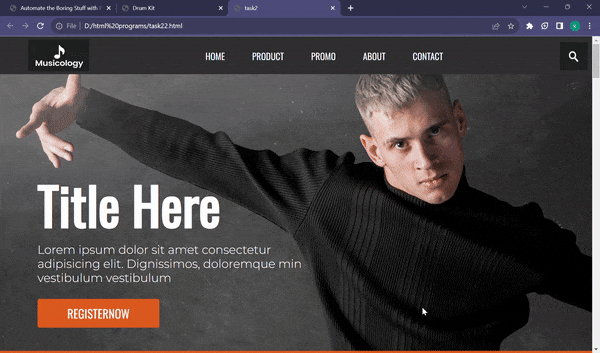 Automate the Boring Stuff with
Drum Kit
task2
File
D:/html%20programs/task22.html
Musicology
HOME
PRODUCT
PROMO
ABOUT
CONTACT
Title Here
Lorem ipsum dolor sit amet consectetur
adipisicing elit. Dignissimos, doloremque min
vestibulum vestibulum
REGISTERNOW